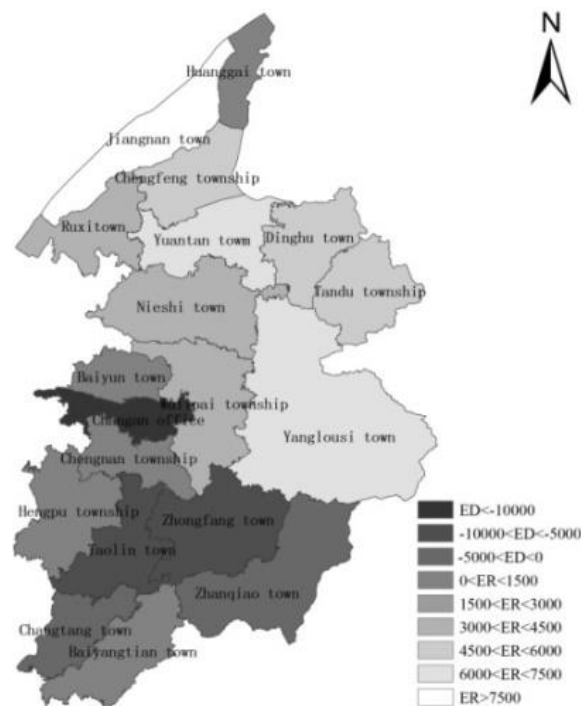 N
Huanggai town
Jiangnan town
Chengfeng township
Ruxitown
Yuantan towm
Dinghu town
Tandu township
Nieshi town
Baiyun town
township
Changan office
Yanglousi town
Chengnan township
Hengpu township
Zhongfang town
Taolin town
Zhanqiao town
Changtang town
Baiyangtian town
ED<-10000
-10000<ED<-5000
-5000<ED<0
0<ER<1500
1500<ER<3000
3000<ER<4500
4500<ER<6000
6000<ER<7500
ER>7500